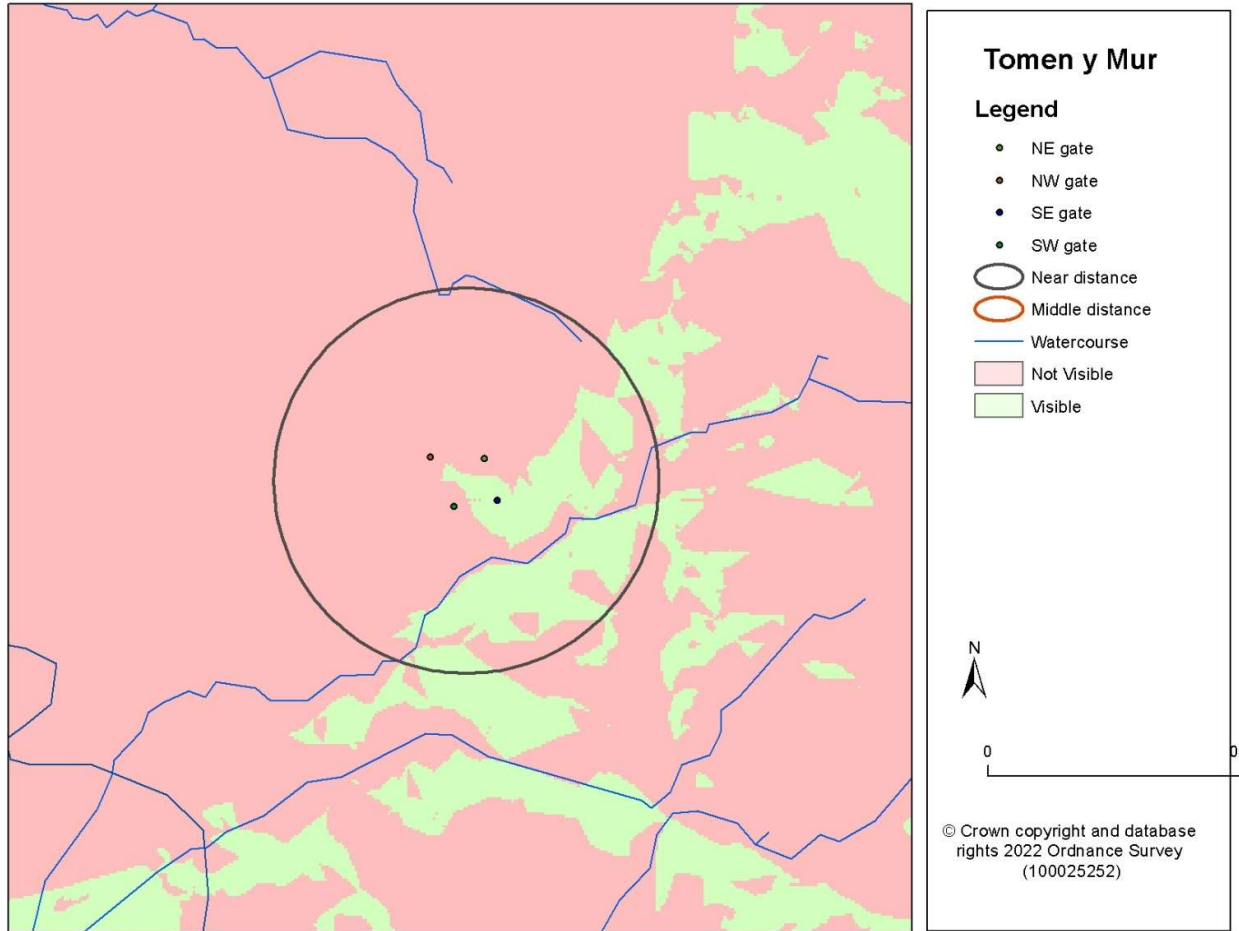 Tomen y Mur
Legend
NE gate
NW gate
SE gate
SW gate
Near distance
Middle distance
Watercourse
Not Visible
Visible
N
0 0
© Crown copyright and database
rights 2022 Ordnance Survey
(100025252)